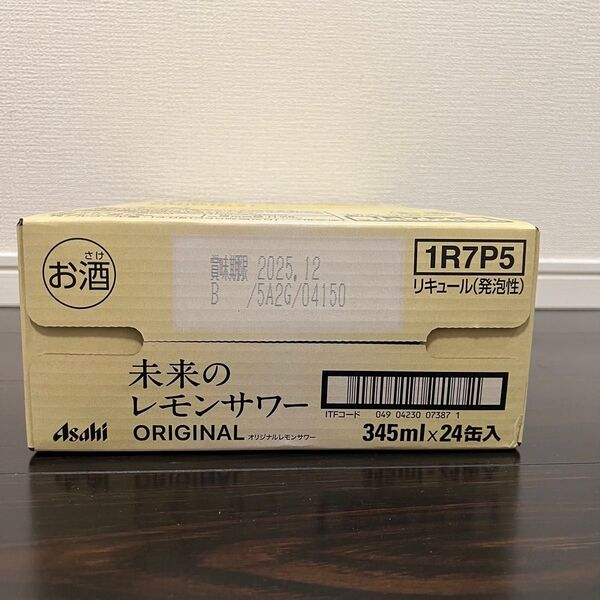 さけ
お酒
賞味期限 2025.12
B /5A2G/04150
1R7P5
リキュール(発泡性)
未来の
レモンサワー
Asahi ORIGINAL オリジナルレモンサワー
ITFコード 049 04230 07387 1
345ml×24缶入